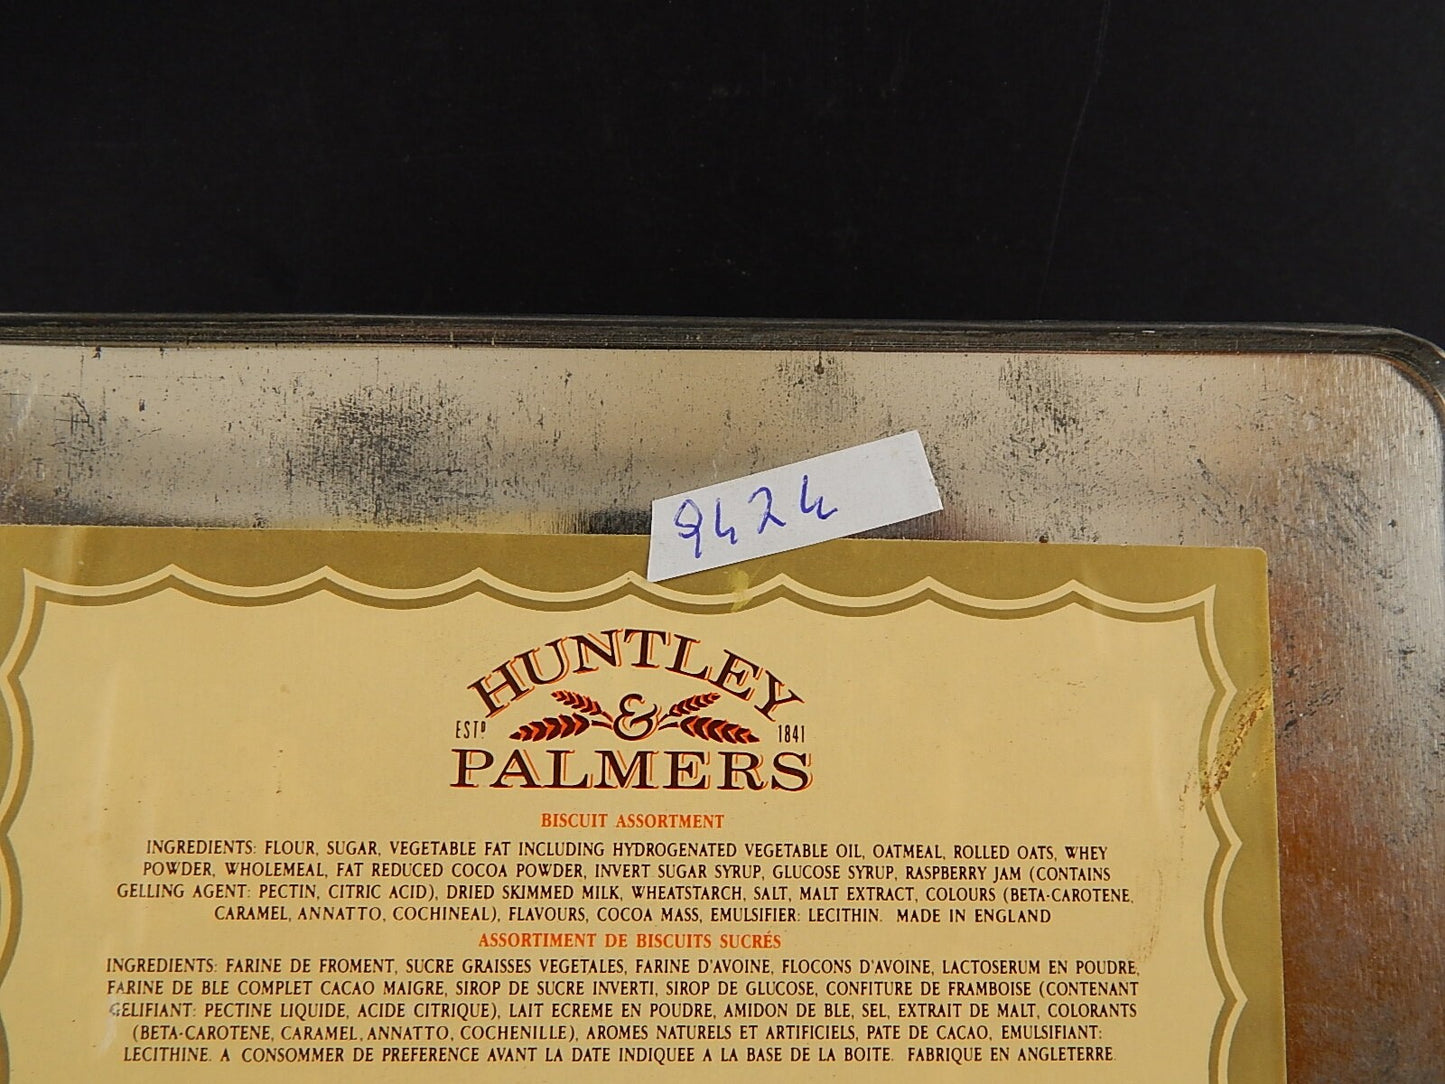 9424
HUNTLEY
&
ESTD 1841
PALMERS
BISCUIT ASSORTMENT
INGREDIENTS: FLOUR, SUGAR, VEGETABLE FAT INCLUDING HYDROGENATED VEGETABLE OIL, OATMEAL, ROLLED OATS, WHEY
POWDER, WHOLEMEAL, FAT REDUCED COCOA POWDER, INVERT SUGAR SYRUP, GLUCOSE SYRUP, RASPBERRY JAM (CONTAINS
GELLING AGENT: PECTIN, CITRIC ACID), DRIED SKIMMED MILK, WHEATSTARCH, SALT, MALT EXTRACT, COLOURS (BETA-CAROTENE,
CARAMEL, ANNATTO, COCHINEAL), FLAVOURS, COCOA MASS, EMULSIFIER: LECITHIN. MADE IN ENGLAND
ASSORTIMENT DE BISCUITS SUCRÉS
INGREDIENTS: FARINE DE FROMENT, SUCRE GRAISSES VEGETALES, FARINE D'AVOINE, FLOCONS D'AVOINE, LACTOSERUM EN POUDRE,
FARINE DE BLE COMPLET CACAO MAIGRE, SIROP DE SUCRE INVERTI, SIROP DE GLUCOSE, CONFITURE DE FRAMBOISE (CONTENANT
GELIFIANT: PECTINE LIQUIDE, ACIDE CITRIQUE), LAIT ECREME EN POUDRE, AMIDON DE BLE, SEL, EXTRAIT DE MALT, COLORANTS
(BETA-CAROTENE, CARAMEL, ANNATTO, COCHENILLE), AROMES NATURELS ET ARTIFICIELS, PATE DE CACAO, EMULSIFIANT:
LECITHINE. A CONSOMMER DE PREFERENCE AVANT LA DATE INDIQUEE A LA BASE DE LA BOITE. FABRIQUE EN ANGLETERRE.